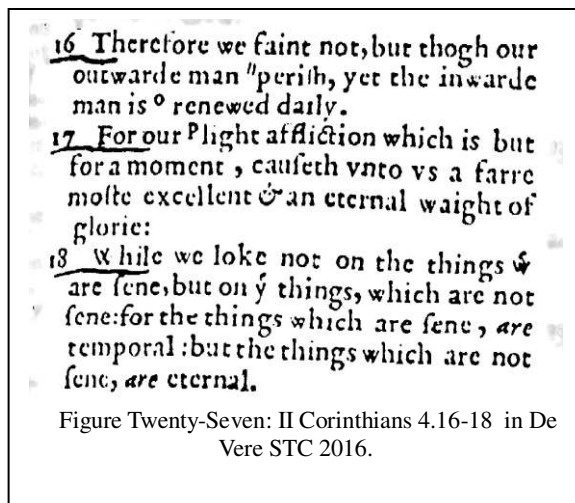 16 Therefore we faint not, but thogh our
outwarde man ⁿperiſh, yet the inwarde
man is ᵒ renewed daily.
17 For our ᵖlight affliction which is but
for a moment , cauſeth vnto vs a farre
moſte excellent & an eternal waight of
glorie:
18 While we loke not on the things wͨ
are ſene, but on yͤ things, which are not
ſene: for the things which are ſene , are
temporal : but the things which are not
ſene, are eternal.
Figure Twenty-Seven: II Corinthians 4.16-18 in De
Vere STC 2016.